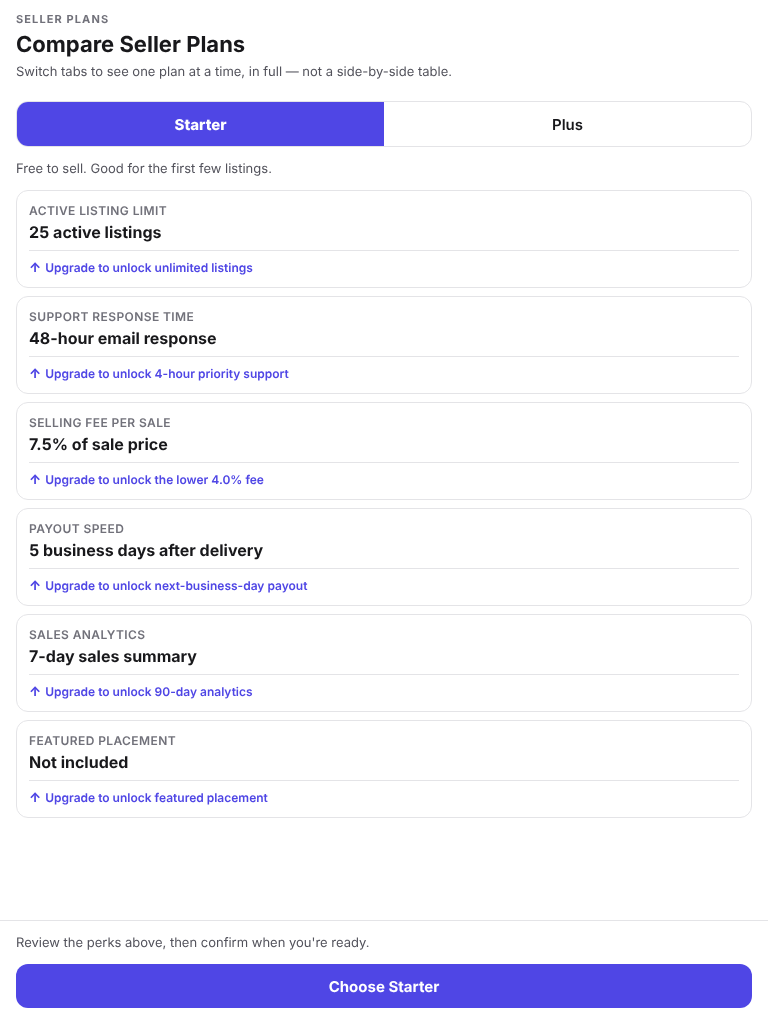 SELLER PLANS
Compare Seller Plans
Switch tabs to see one plan at a time, in full — not a side-by-side table.
Starter
Plus
Free to sell. Good for the first few listings.
ACTIVE LISTING LIMIT
25 active listings
↑ Upgrade to unlock unlimited listings
SUPPORT RESPONSE TIME
48-hour email response
↑ Upgrade to unlock 4-hour priority support
SELLING FEE PER SALE
7.5% of sale price
↑ Upgrade to unlock the lower 4.0% fee
PAYOUT SPEED
5 business days after delivery
↑ Upgrade to unlock next-business-day payout
SALES ANALYTICS
7-day sales summary
↑ Upgrade to unlock 90-day analytics
FEATURED PLACEMENT
Not included
↑ Upgrade to unlock featured placement
Review the perks above, then confirm when you're ready.
Choose Starter